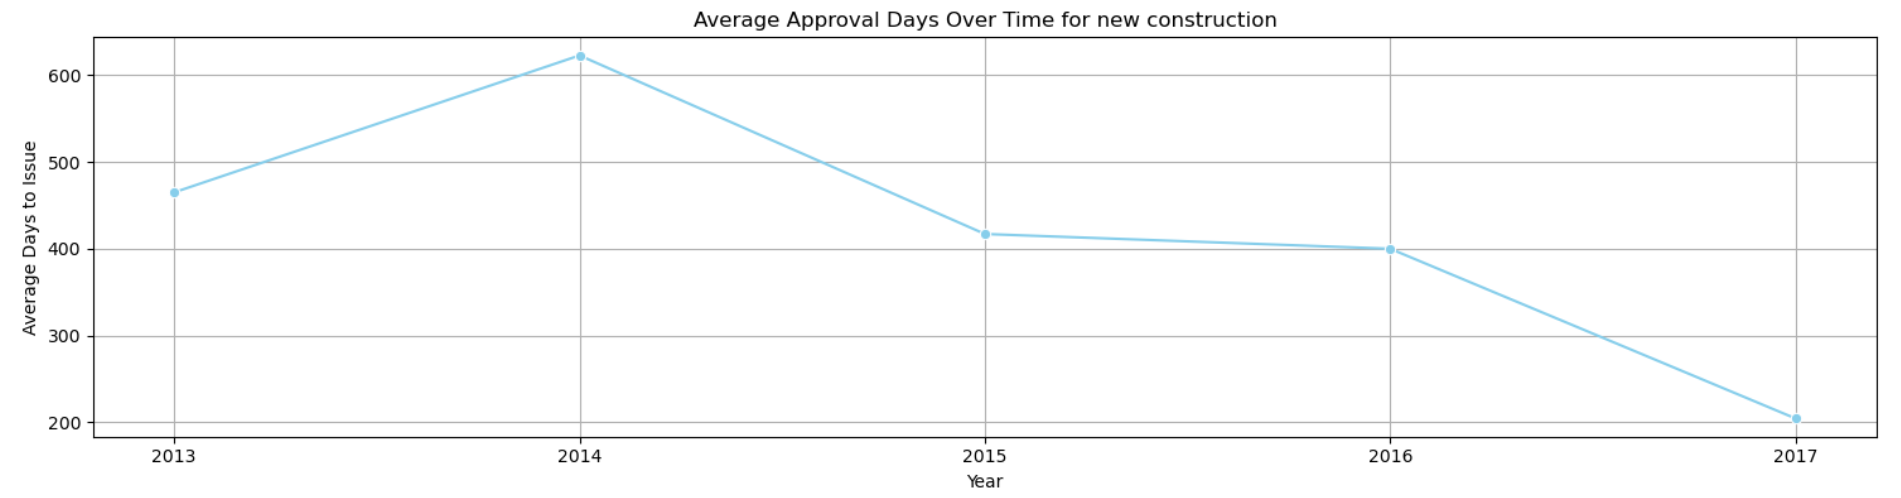 Average Approval Days Over Time for new construction
600
500
400
300
200
Average Days to Issue
2013 2014 2015 2016 2017
Year